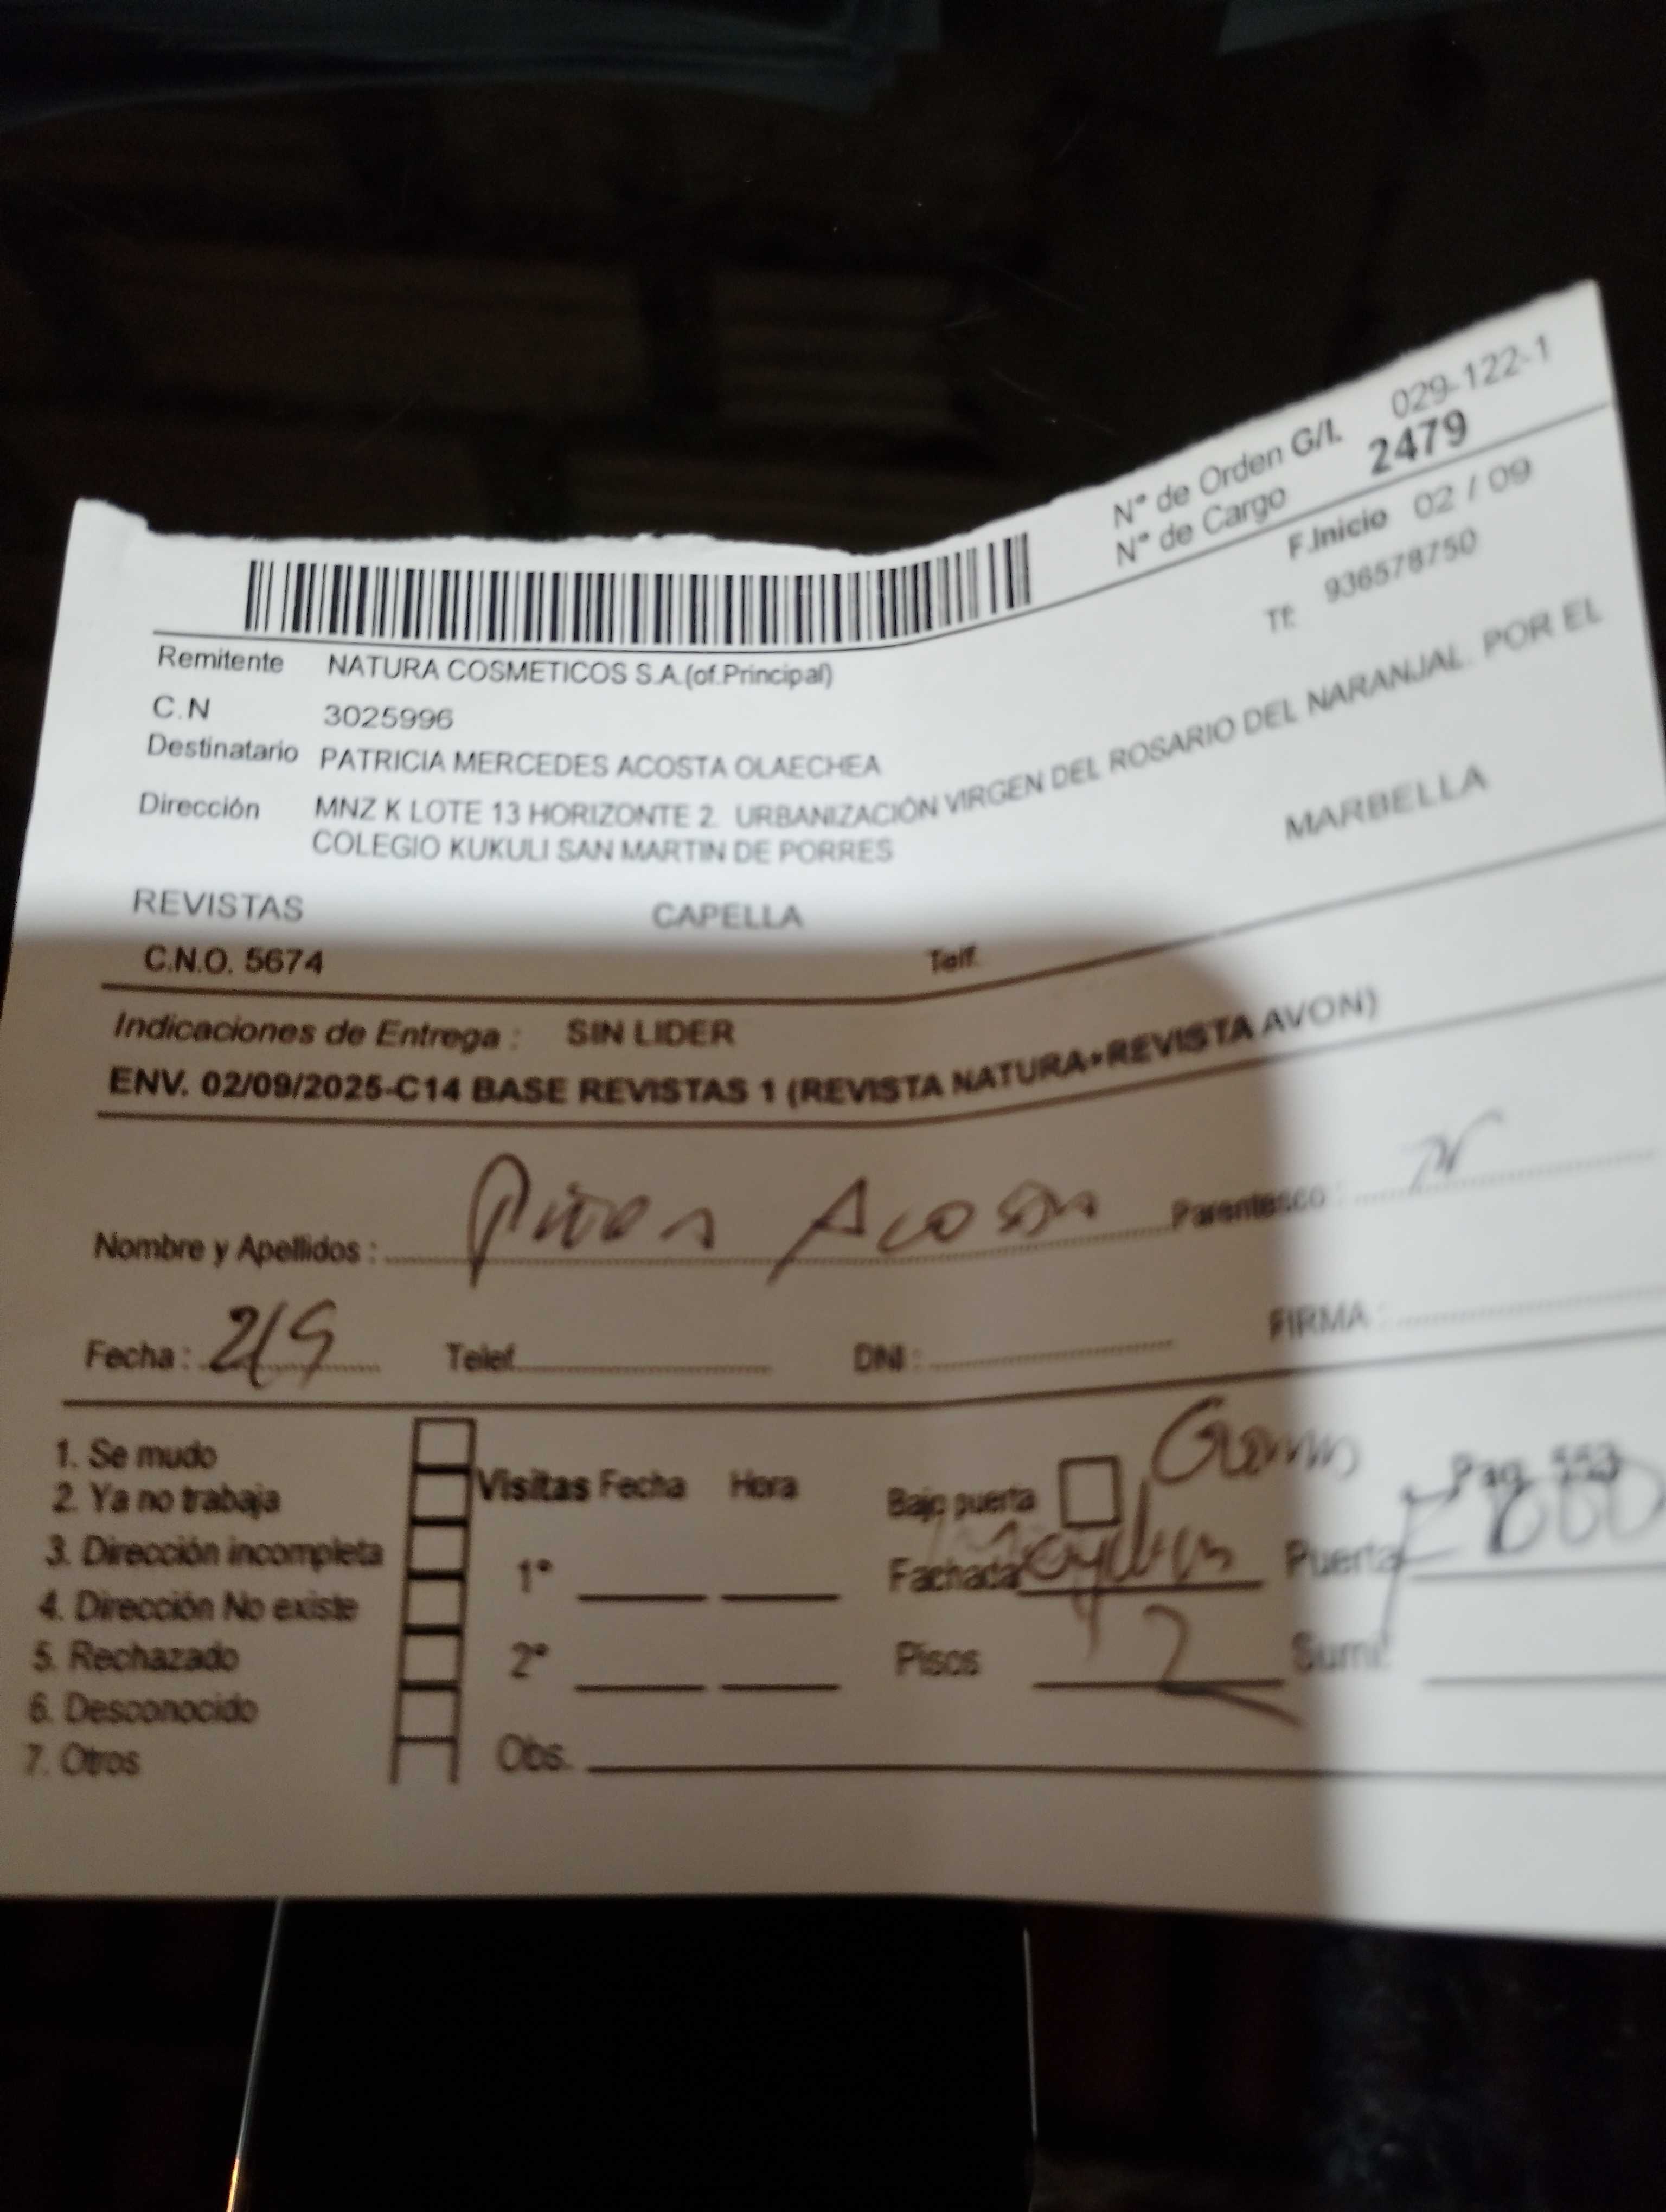 N° de Orden G/I. 029-122-1
N° de Cargo 2479
F.Inicio 02 / 09
Tf: 936578750
Remitente NATURA COSMETICOS S.A.(of.Principal)
C.N 3025996
Destinatario PATRICIA MERCEDES ACOSTA OLAECHEA
Dirección MNZ K LOTE 13 HORIZONTE 2. URBANIZACIÓN VIRGEN DEL ROSARIO DEL NARANJAL. POR EL
COLEGIO KUKULI SAN MARTIN DE PORRES
MARBELLA
REVISTAS CAPELLA
C.N.O. 5674 Telf.
Indicaciones de Entrega : SIN LIDER
ENV. 02/09/2025-C14 BASE REVISTAS 1 (REVISTA NATURA+REVISTA AVON)
Nombre y Apellidos : Acosta Parentesco :
Fecha : 2/9 Telef. DNI : FIRMA :
1. Se mudo
2. Ya no trabaja
3. Dirección incompleta
4. Dirección No existe
5. Rechazado
6. Desconocido
7. Otros
Visitas Fecha Hora
1°
2°
Obs.
Bajo puerta Pag. 553
Fachada Puerta
Pisos 2 Sumi: